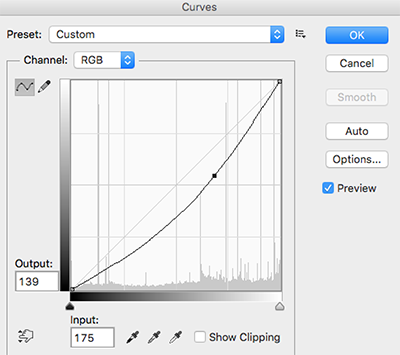 Curves
Preset: Custom
OK
Channel: RGB
Cancel
Smooth
Auto
Options...
Preview
Output:
139
Input:
175
Show Clipping